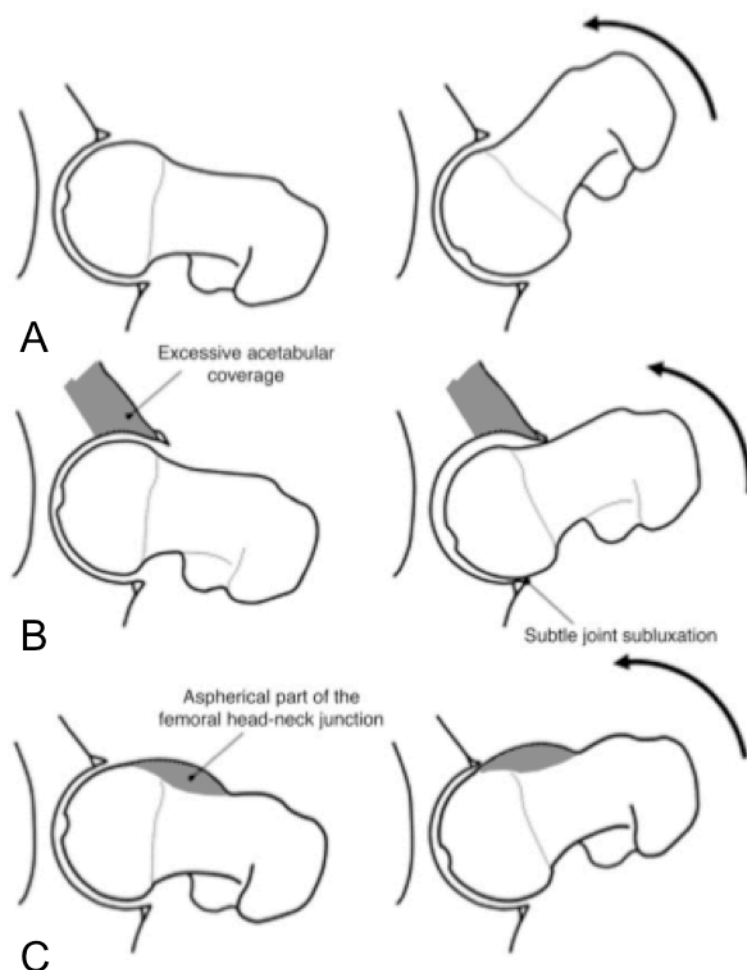 A
Excessive acetabular
coverage
B
Subtle joint subluxation
Aspherical part of the
femoral head-neck junction
C